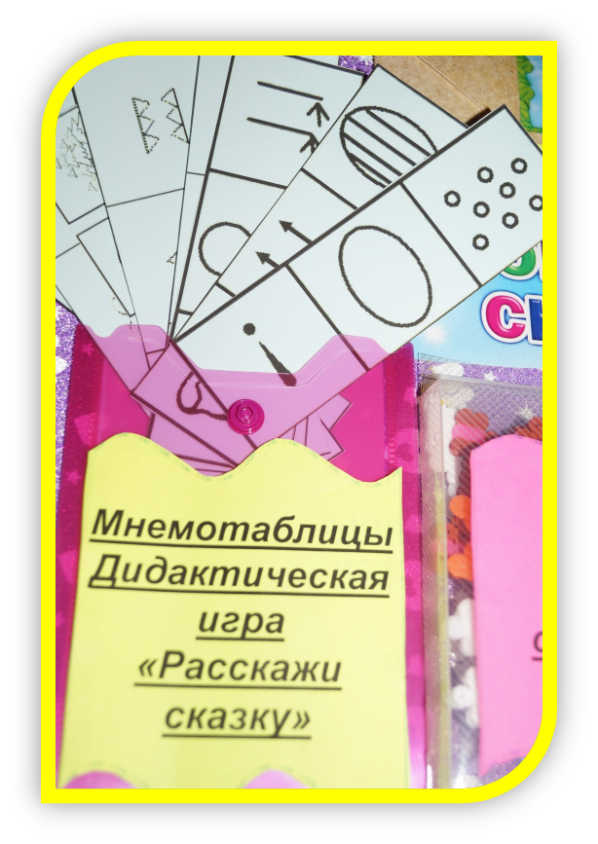 Мнемотаблицы
Дидактическая
игра
«Расскажи
сказку»